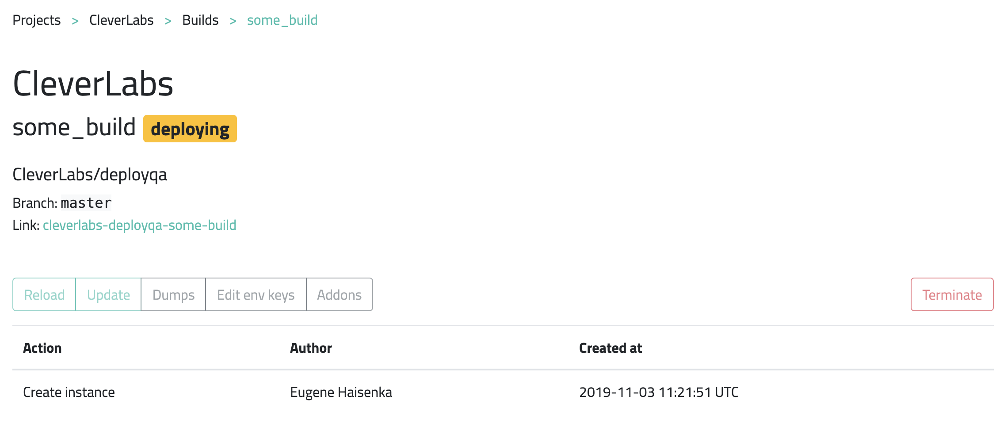 Projects > CleverLabs > Builds > some_build
CleverLabs
some_build deploying
CleverLabs/deployqa
Branch: master
Link: cleverlabs-deployqa-some-build
Reload Update Dumps Edit env keys Addons Terminate
Action Author Created at
Create instance Eugene Haisenka 2019-11-03 11:21:51 UTC